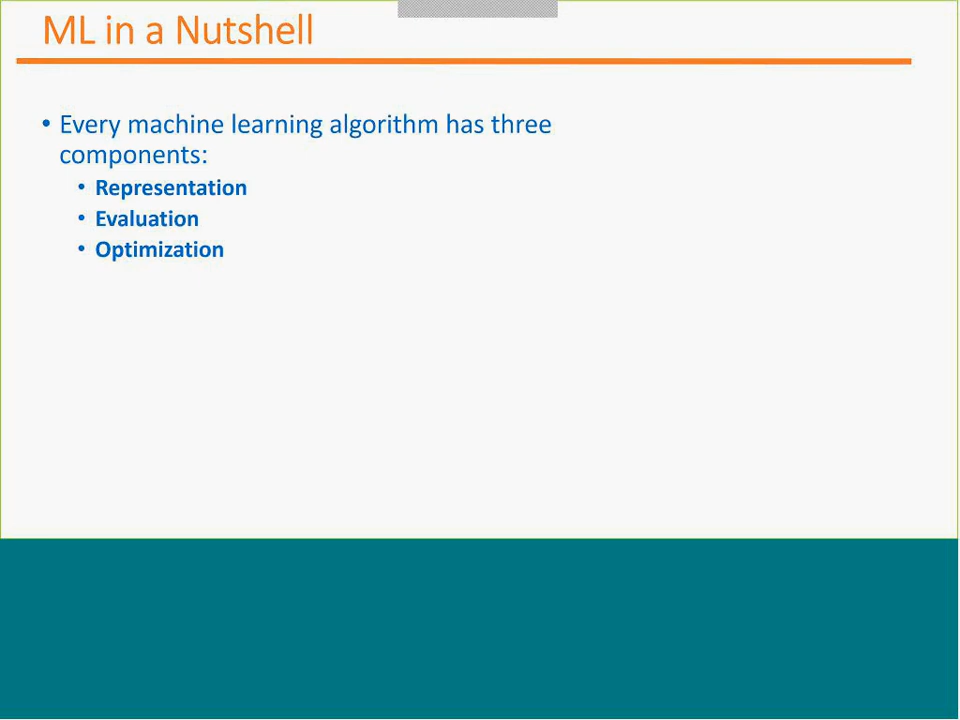 ML in a Nutshell
• Every machine learning algorithm has three
components:
• Representation
• Evaluation
• Optimization